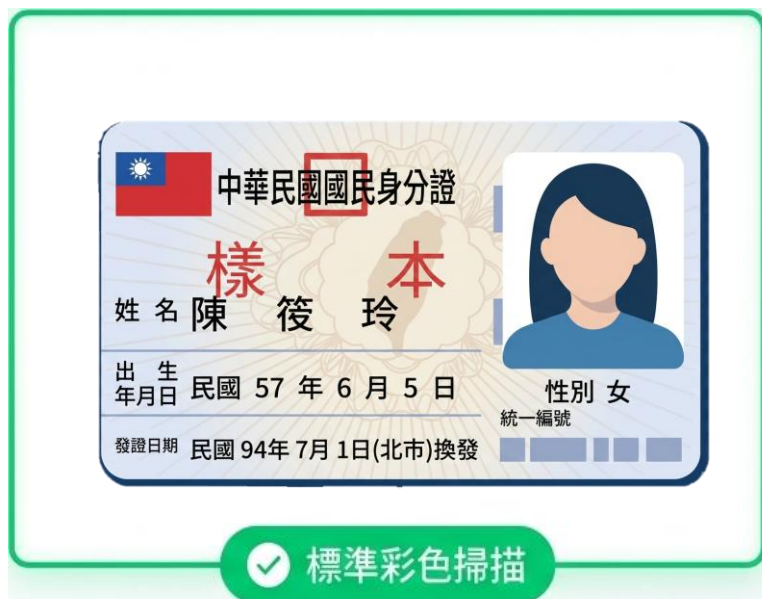 中華民國國民身分證
樣 本
姓 名 陳 筱 玲
出 生
年月日 民國 57 年 6 月 5 日
性別 女
統一編號
發證日期 民國 94年 7月 1日(北市)換發
標準彩色掃描